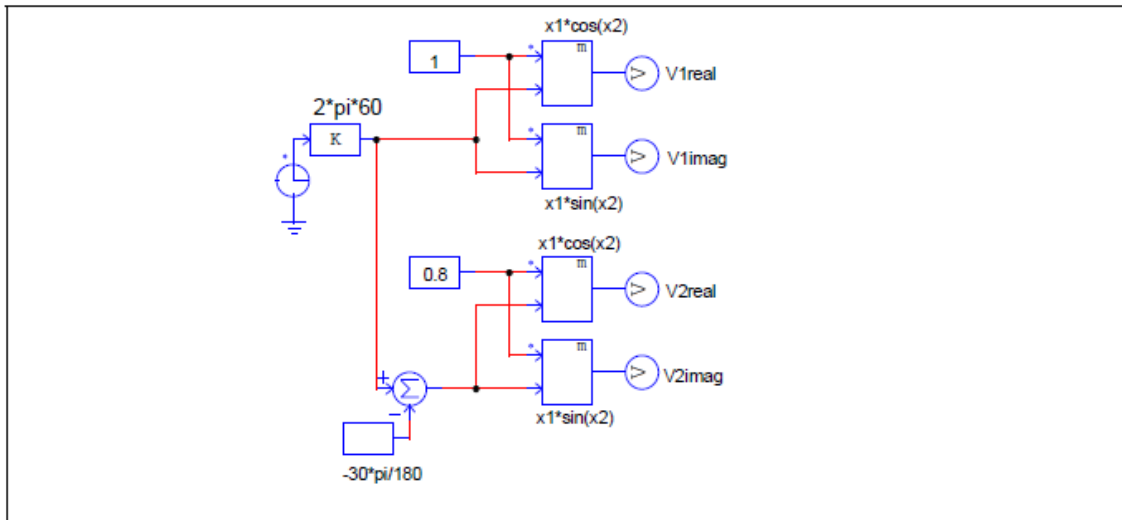 x1*cos(x2)
1
m
V1real
2*pi*60
K
m
V1imag
x1*sin(x2)
x1*cos(x2)
0.8
m
V2real
m
V2imag
+
Σ
−
x1*sin(x2)
-30*pi/180